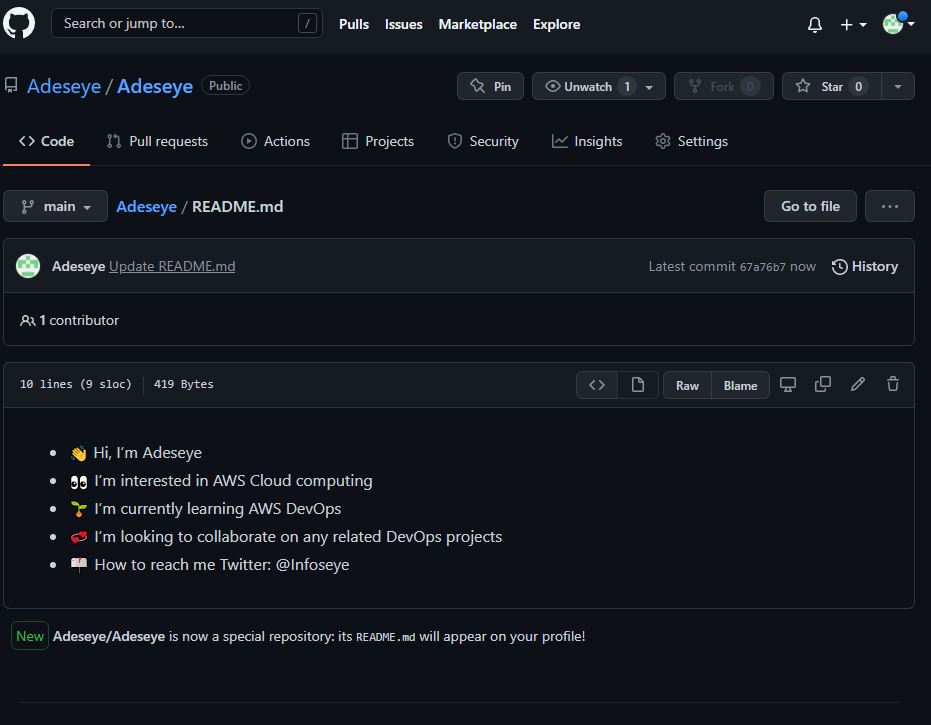 Search or jump to... /
Pulls Issues Marketplace Explore
Adeseye / Adeseye Public
Pin Unwatch 1 Fork 0 Star 0
Code Pull requests Actions Projects Security Insights Settings
main Adeseye / README.md Go to file ...
Adeseye Update README.md Latest commit 67a76b7 now History
1 contributor
10 lines (9 sloc) 419 Bytes <> Raw Blame
• 👋 Hi, I’m Adeseye
• 👀 I’m interested in AWS Cloud computing
• 🌱 I’m currently learning AWS DevOps
• 💞️ I’m looking to collaborate on any related DevOps projects
• 📫 How to reach me Twitter: @Infoseye
New Adeseye/Adeseye is now a special repository: its README.md will appear on your profile!